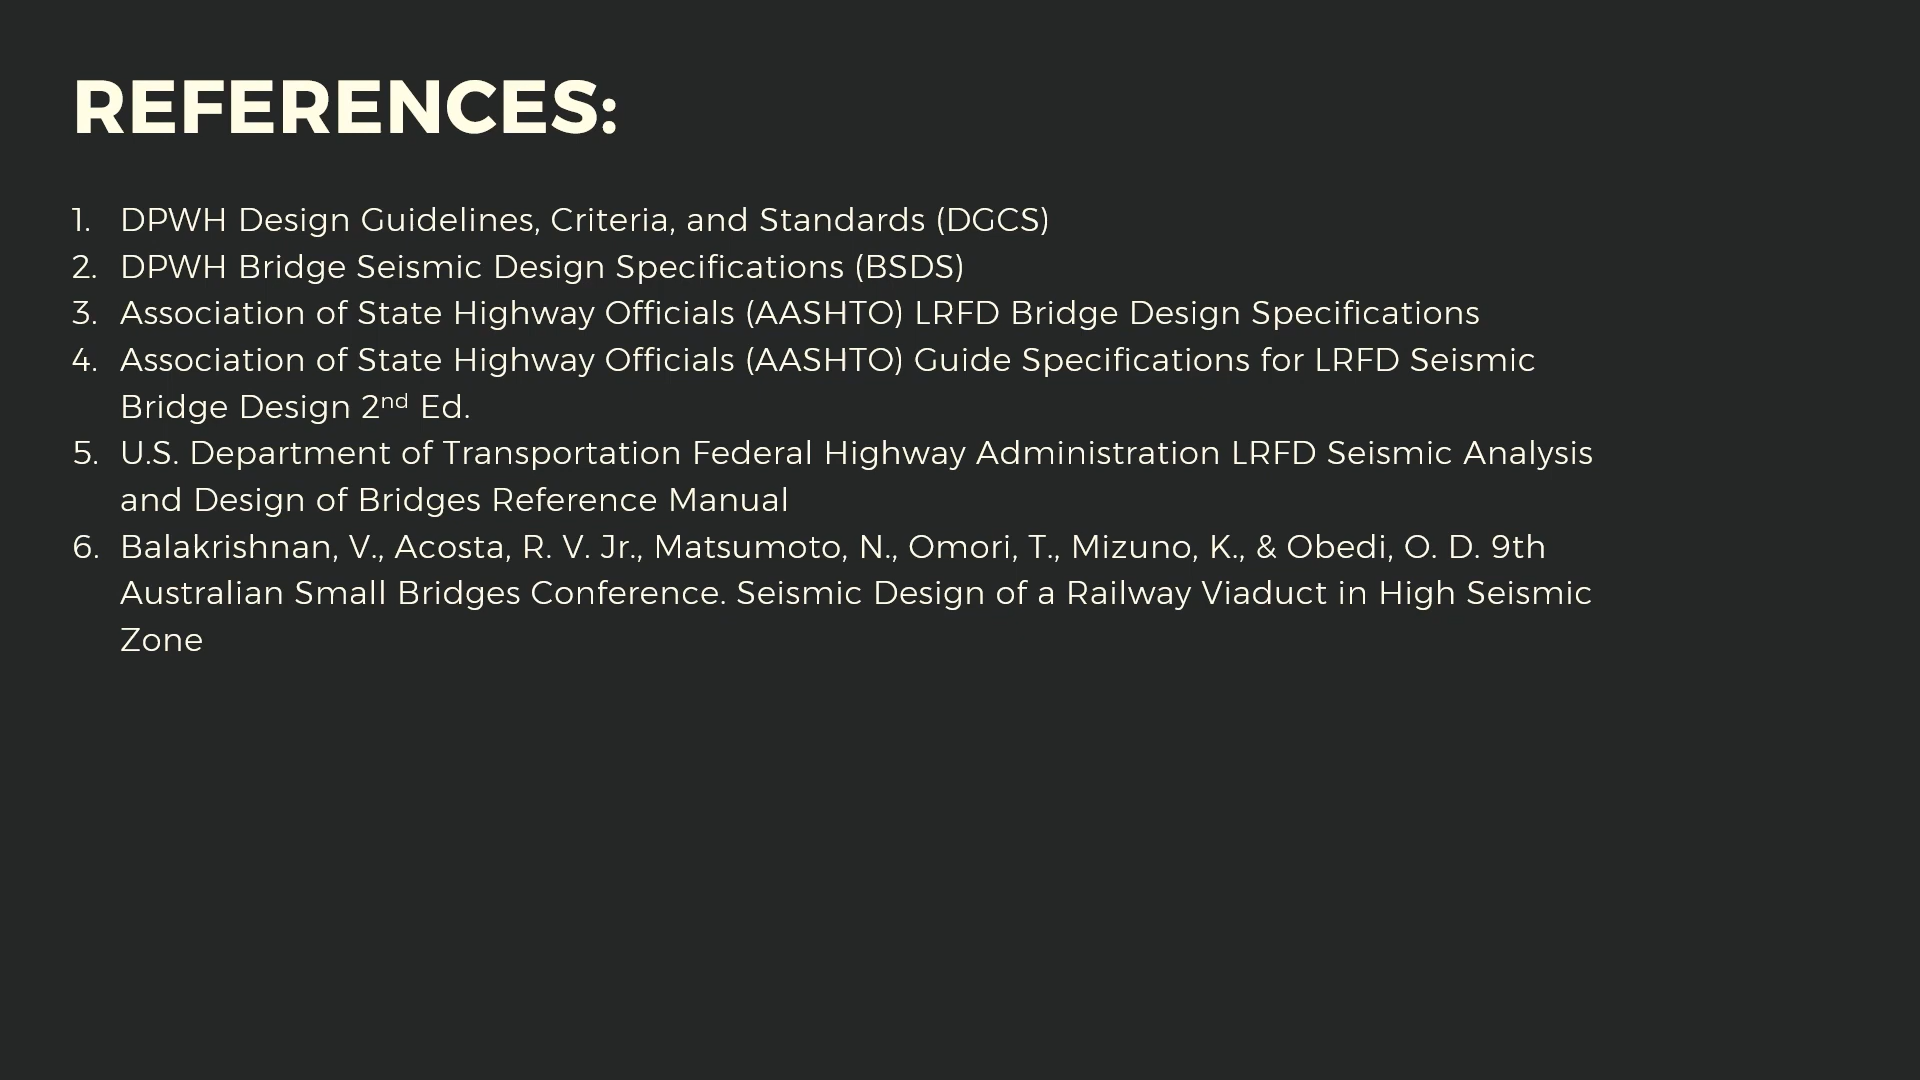 REFERENCES:
1. DPWH Design Guidelines, Criteria, and Standards (DGCS)
2. DPWH Bridge Seismic Design Specifications (BSDS)
3. Association of State Highway Officials (AASHTO) LRFD Bridge Design Specifications
4. Association of State Highway Officials (AASHTO) Guide Specifications for LRFD Seismic
Bridge Design 2nd Ed.
5. U.S. Department of Transportation Federal Highway Administration LRFD Seismic Analysis
and Design of Bridges Reference Manual
6. Balakrishnan, V., Acosta, R. V. Jr., Matsumoto, N., Omori, T., Mizuno, K., & Obedi, O. D. 9th
Australian Small Bridges Conference. Seismic Design of a Railway Viaduct in High Seismic
Zone